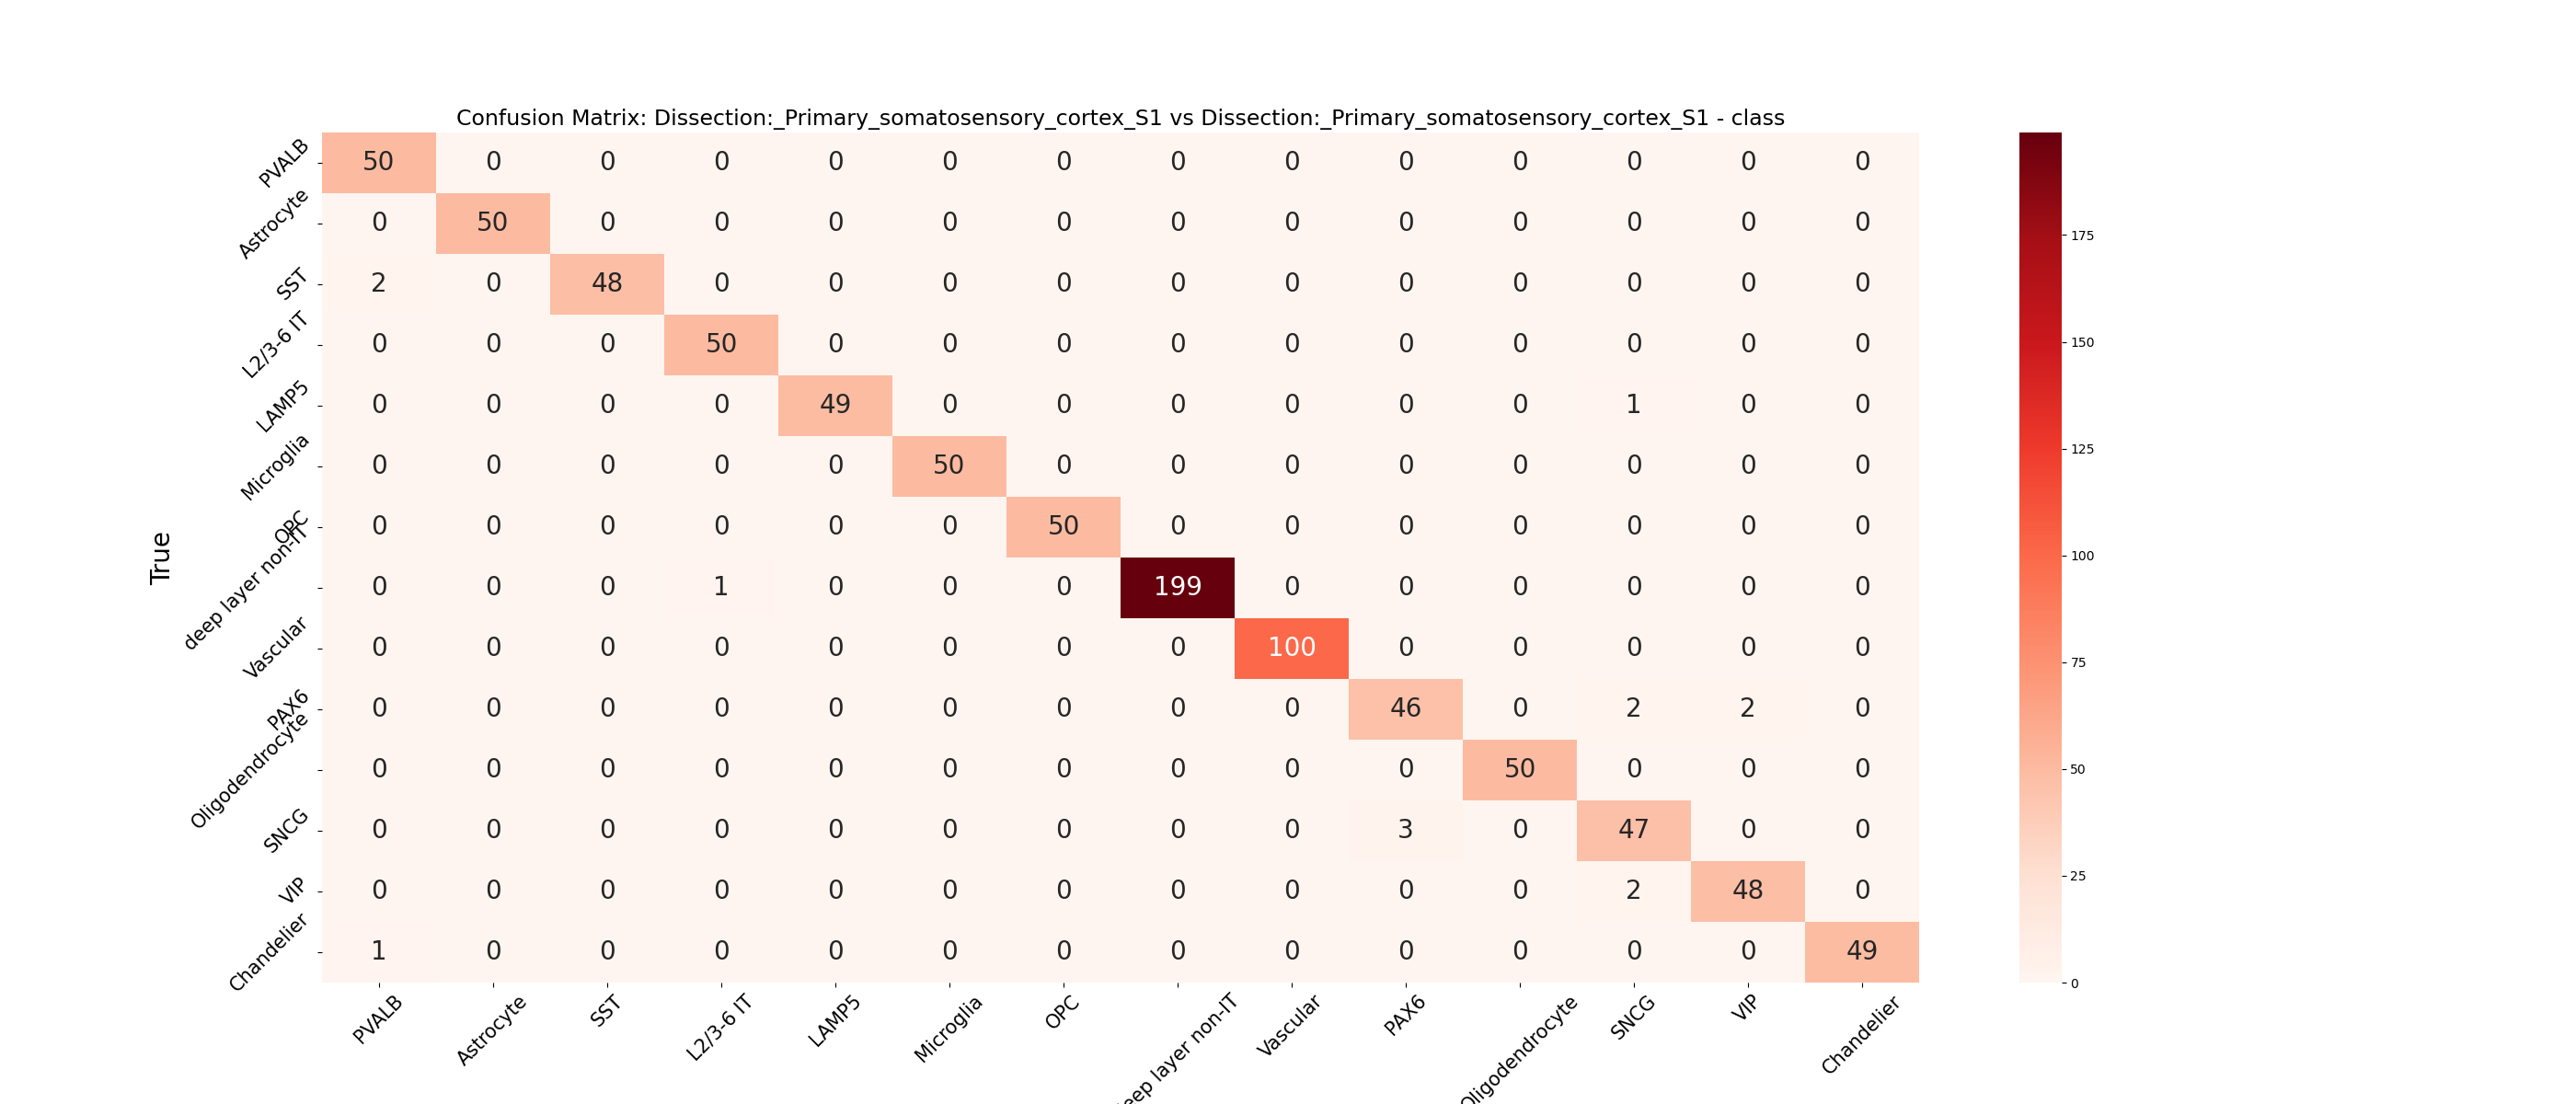 Confusion Matrix: Dissection:_Primary_somatosensory_cortex_S1 vs Dissection:_Primary_somatosensory_cortex_S1 - class
True
PVALB 50 0 0 0 0 0 0 0 0 0 0 0 0 0
Astrocyte 0 50 0 0 0 0 0 0 0 0 0 0 0 0
SST 2 0 48 0 0 0 0 0 0 0 0 0 0 0
L2/3-6 IT 0 0 0 50 0 0 0 0 0 0 0 0 0 0
LAMP5 0 0 0 0 49 0 0 0 0 0 0 1 0 0
Microglia 0 0 0 0 0 50 0 0 0 0 0 0 0 0
OPC 0 0 0 0 0 0 50 0 0 0 0 0 0 0
deep layer non-IT 0 0 0 1 0 0 0 199 0 0 0 0 0 0
Vascular 0 0 0 0 0 0 0 0 100 0 0 0 0 0
PAX6 0 0 0 0 0 0 0 0 0 46 0 2 2 0
Oligodendrocyte 0 0 0 0 0 0 0 0 0 0 50 0 0 0
SNCG 0 0 0 0 0 0 0 0 0 3 0 47 0 0
VIP 0 0 0 0 0 0 0 0 0 0 0 2 48 0
Chandelier 1 0 0 0 0 0 0 0 0 0 0 0 0 49
PVALB Astrocyte SST L2/3-6 IT LAMP5 Microglia OPC eep layer non-IT Vascular PAX6 Oligodendrocyte SNCG VIP Chandelier
175
150
125
100
75
50
25
0